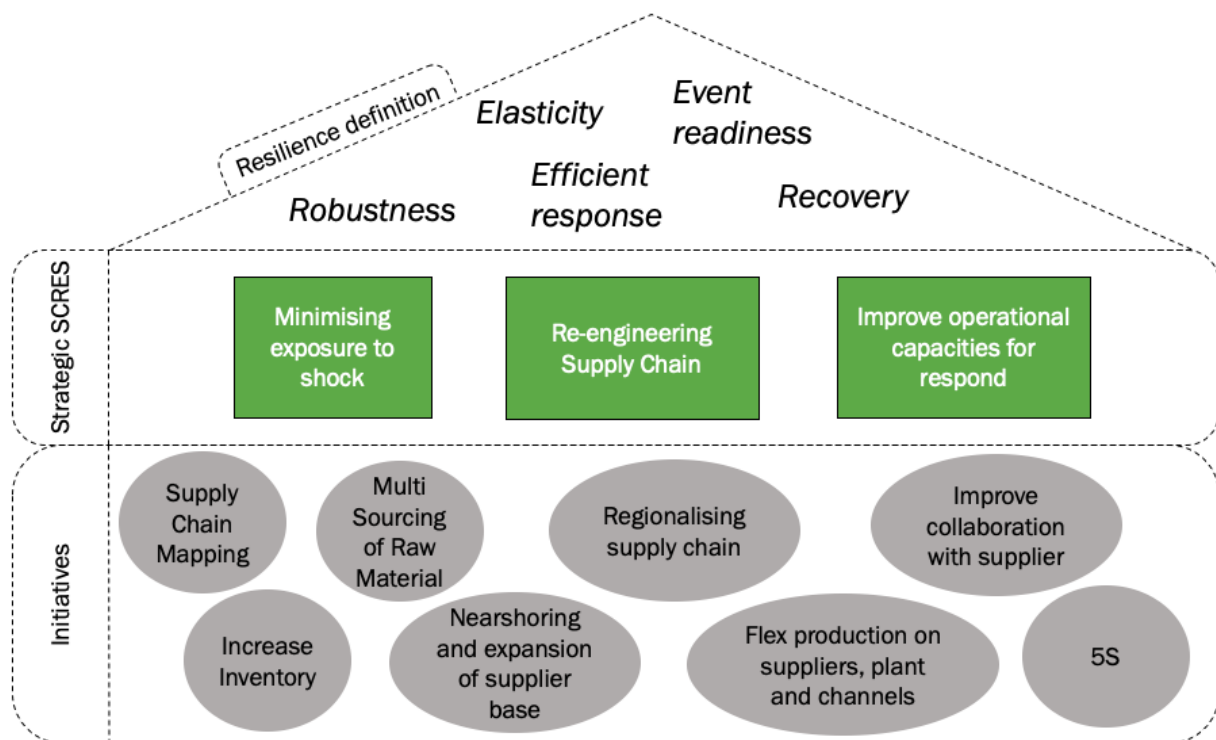 Resilience definition
Elasticity
Event
readiness
Robustness
Efficient
response
Recovery
Strategic SCRES
Minimising
exposure to
shock
Re-engineering
Supply Chain
Improve operational
capacities for
respond
Initiatives
Supply
Chain
Mapping
Multi
Sourcing
of Raw
Material
Regionalising
supply chain
Improve
collaboration
with supplier
Increase
Inventory
Nearshoring
and expansion
of supplier
base
Flex production on
suppliers, plant
and channels
5S